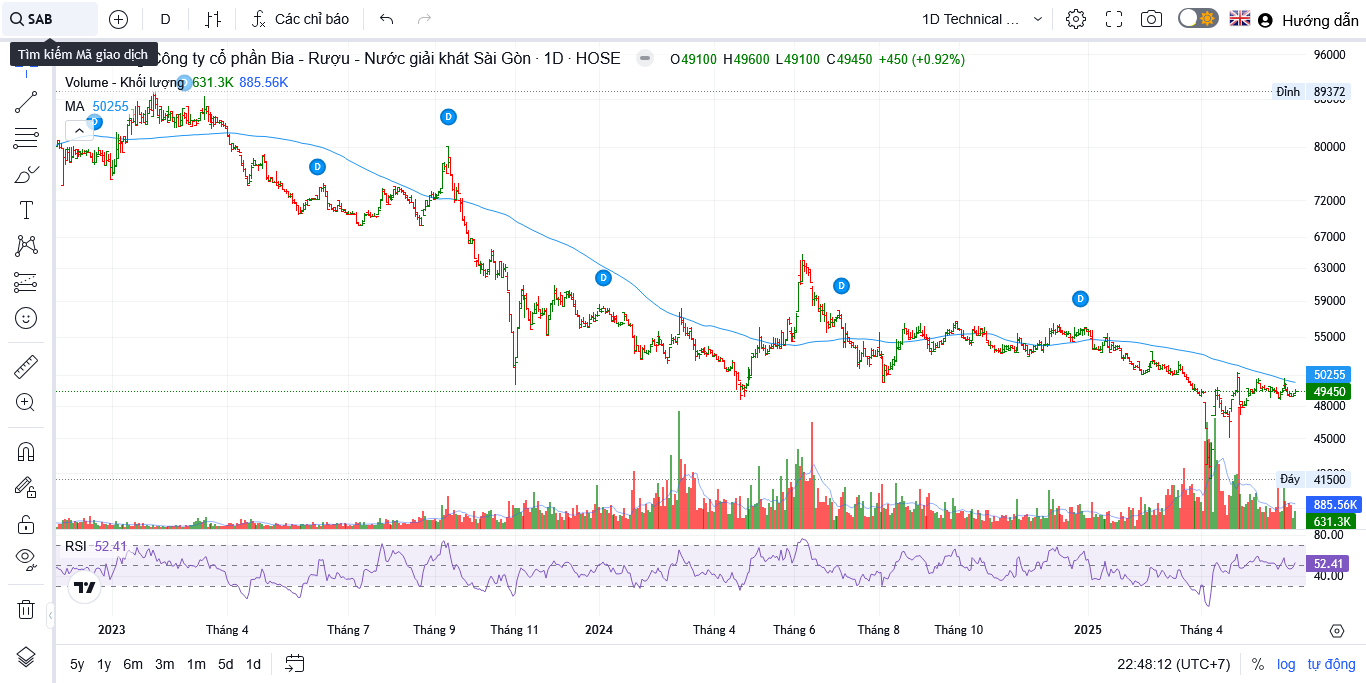 SAB
D
Các chỉ báo
1D Technical ...
Hướng dẫn
Tìm kiếm Mã giao dịch
Công ty cổ phần Bia - Rượu - Nước giải khát Sài Gòn · 1D · HOSE
O49100 H49600 L49100 C49450 +450 (+0.92%)
Volume - Khối lượng 631.3K 885.56K
MA 50255
D
D
D
D
D
D
96000
Đỉnh 89372
80000
72000
67000
63000
59000
55000
50255
49450
48000
45000
Đáy 41500
885.56K
631.3K
80.00
RSI 52.41
52.41
40.00
2023 Tháng 4 Tháng 7 Tháng 9 Tháng 11 2024 Tháng 4 Tháng 6 Tháng 8 Tháng 10 2025 Tháng 4
5y 1y 6m 3m 1m 5d 1d
22:48:12 (UTC+7) % log tự động